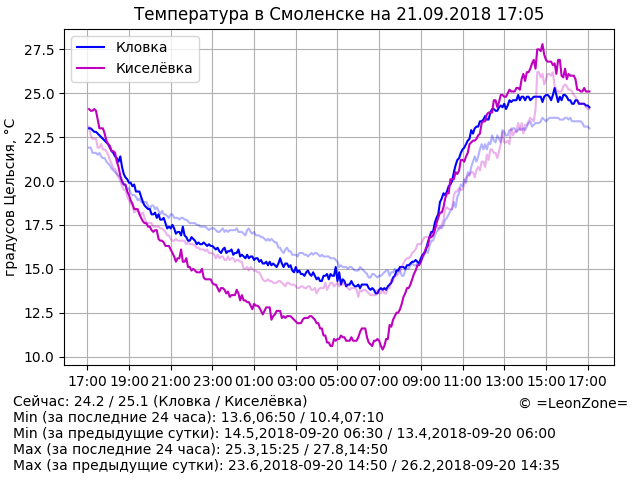 Температура в Смоленске на 21.09.2018 17:05
Кловка
Киселёвка
градусов Цельсия, °C
27.5
25.0
22.5
20.0
17.5
15.0
12.5
10.0
17:00 19:00 21:00 23:00 01:00 03:00 05:00 07:00 09:00 11:00 13:00 15:00 17:00
Сейчас: 24.2 / 25.1 (Кловка / Киселёвка)
© =LeonZone=
Min (за последние 24 часа): 13.6,06:50 / 10.4,07:10
Min (за предыдущие сутки): 14.5,2018-09-20 06:30 / 13.4,2018-09-20 06:00
Max (за последние 24 часа): 25.3,15:25 / 27.8,14:50
Max (за предыдущие сутки): 23.6,2018-09-20 14:50 / 26.2,2018-09-20 14:35